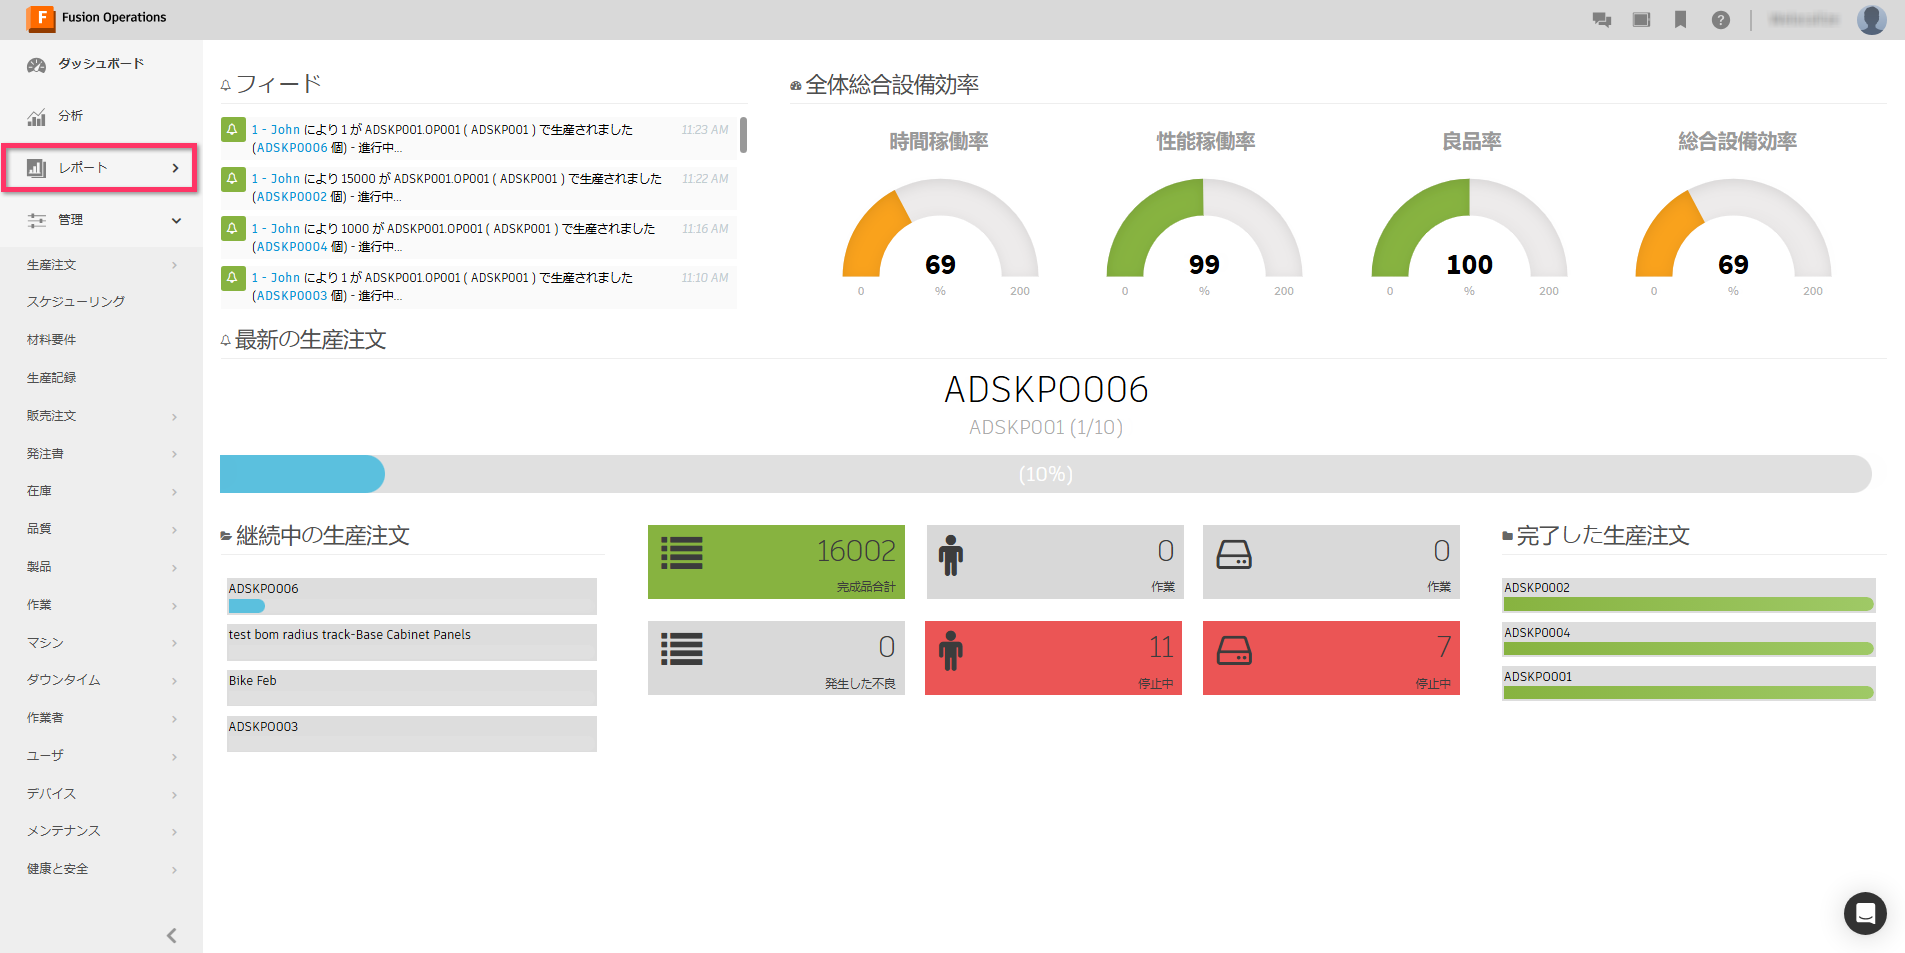 Fusion Operations
ダッシュボード
分析
レポート
管理
生産注文
スケジューリング
材料要件
生産記録
販売注文
発注書
在庫
品質
製品
作業
マシン
ダウンタイム
作業者
ユーザ
デバイス
メンテナンス
健康と安全
フィード
1 - John により 1 が ADSKP001.OP001 ( ADSKP001 ) で生産されました 11:23 AM
(ADSKPO006 個) - 進行中...
1 - John により 15000 が ADSKP001.OP001 ( ADSKP001 ) で生産されました 11:22 AM
(ADSKPO002 個) - 進行中...
1 - John により 1000 が ADSKP001.OP001 ( ADSKP001 ) で生産されました 11:16 AM
(ADSKPO004 個) - 進行中...
1 - John により 1 が ADSKP001.OP001 ( ADSKP001 ) で生産されました 11:10 AM
(ADSKPO003 個) - 進行中...
全体総合設備効率
時間稼働率
69
0 % 200
性能稼働率
99
0 % 200
良品率
100
0 % 200
総合設備効率
69
0 % 200
最新の生産注文
ADSKPO006
ADSKP001 (1/10)
(10%)
継続中の生産注文
ADSKPO006
test bom radius track-Base Cabinet Panels
Bike Feb
ADSKPO003
16002
完成品合計
0
作業
0
作業
0
発生した不良
11
停止中
7
停止中
完了した生産注文
ADSKPO002
ADSKPO004
ADSKPO001